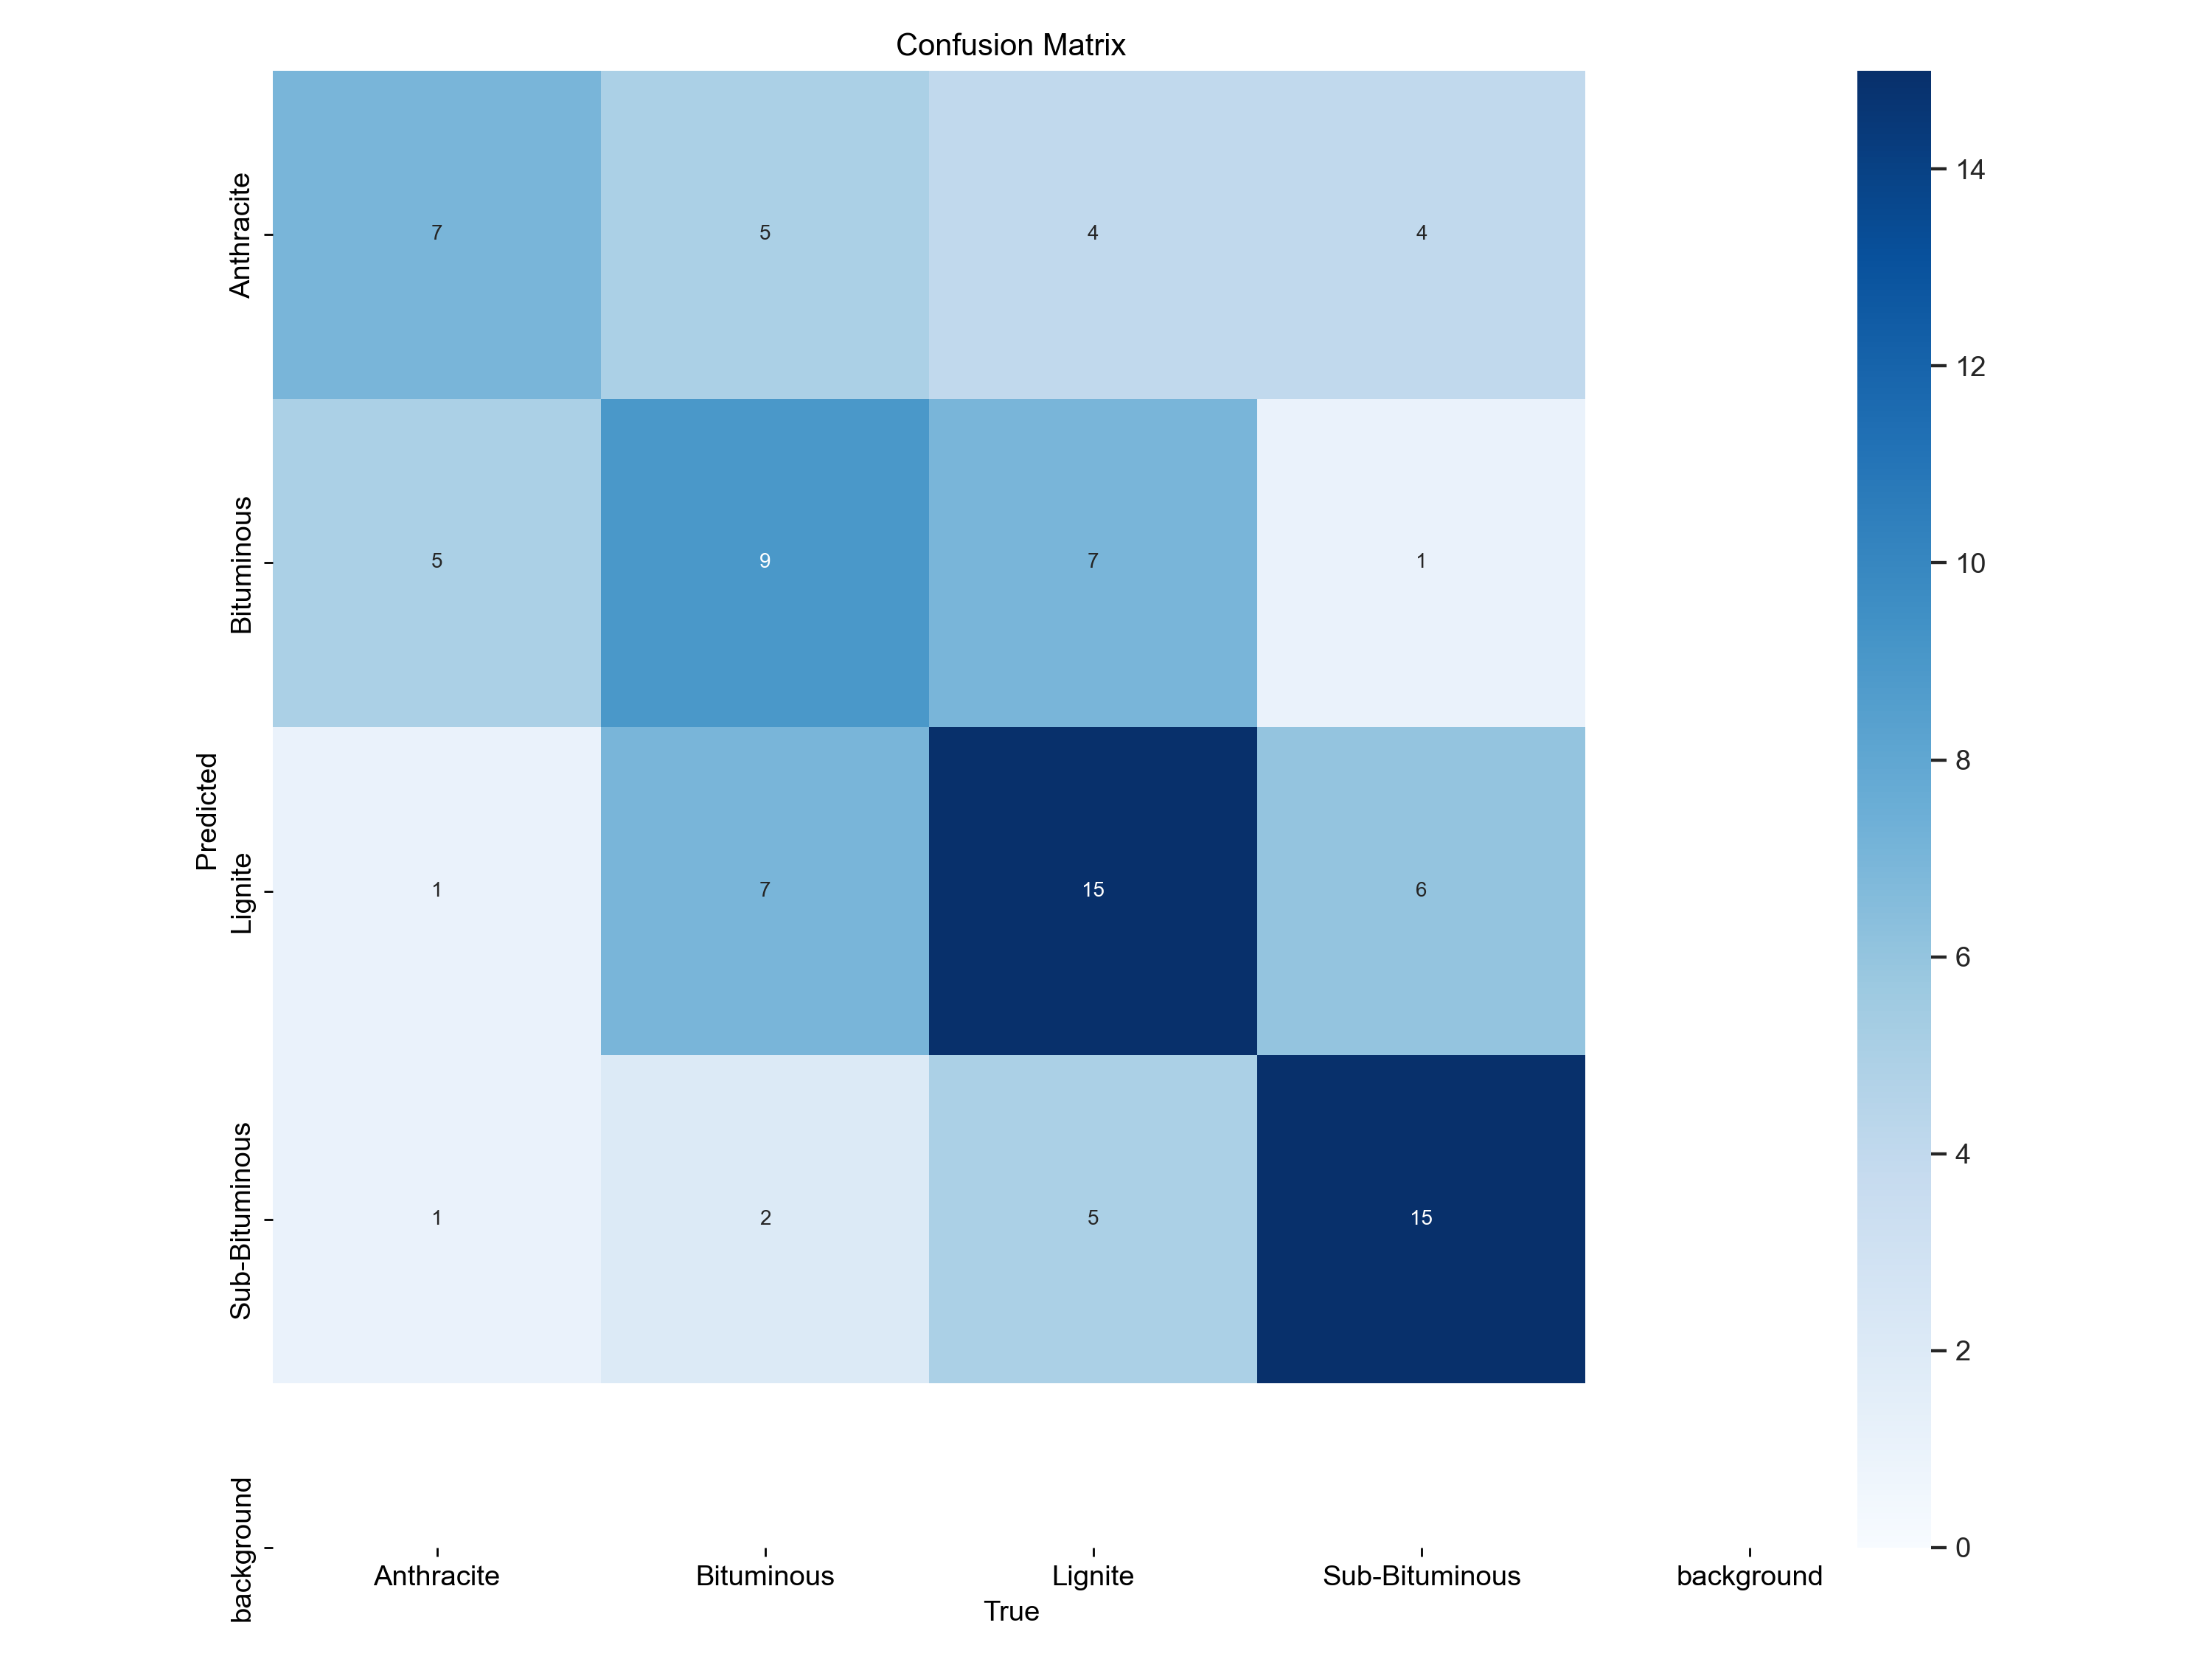 Confusion Matrix
Predicted
Anthracite
7 5 4 4
Bituminous
5 9 7 1
Lignite
1 7 15 6
Sub-Bituminous
1 2 5 15
background
Anthracite Bituminous Lignite Sub-Bituminous background
True
14
12
10
8
6
4
2
0